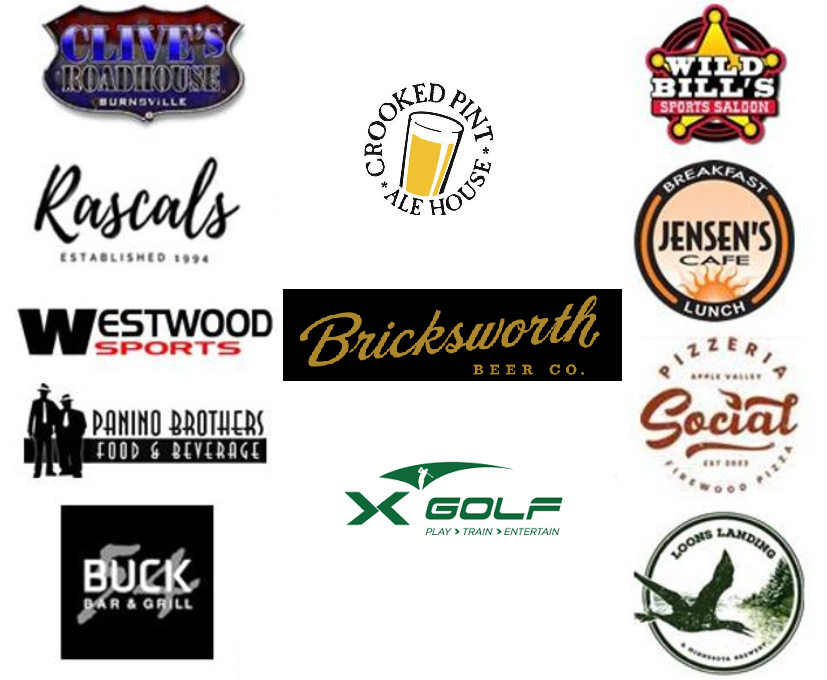 CLIVE'S
ROADHOUSE
BURNSVILLE
Rascals
ESTABLISHED 1994
WESTWOOD
SPORTS
PANINO BROTHERS
FOOD & BEVERAGE
54
BUCK
BAR & GRILL
CROOKED PINT
* ALE HOUSE *
Bricksworth
BEER CO.
X GOLF
PLAY > TRAIN > ENTERTAIN
WILD
BILL'S
SPORTS SALOON
BREAKFAST
JENSEN'S
CAFE
LUNCH
PIZZERIA
APPLE VALLEY
Social
EST 2023
FIREWOOD PIZZA
LOONS LANDING
A MINNESOTA BREWERY